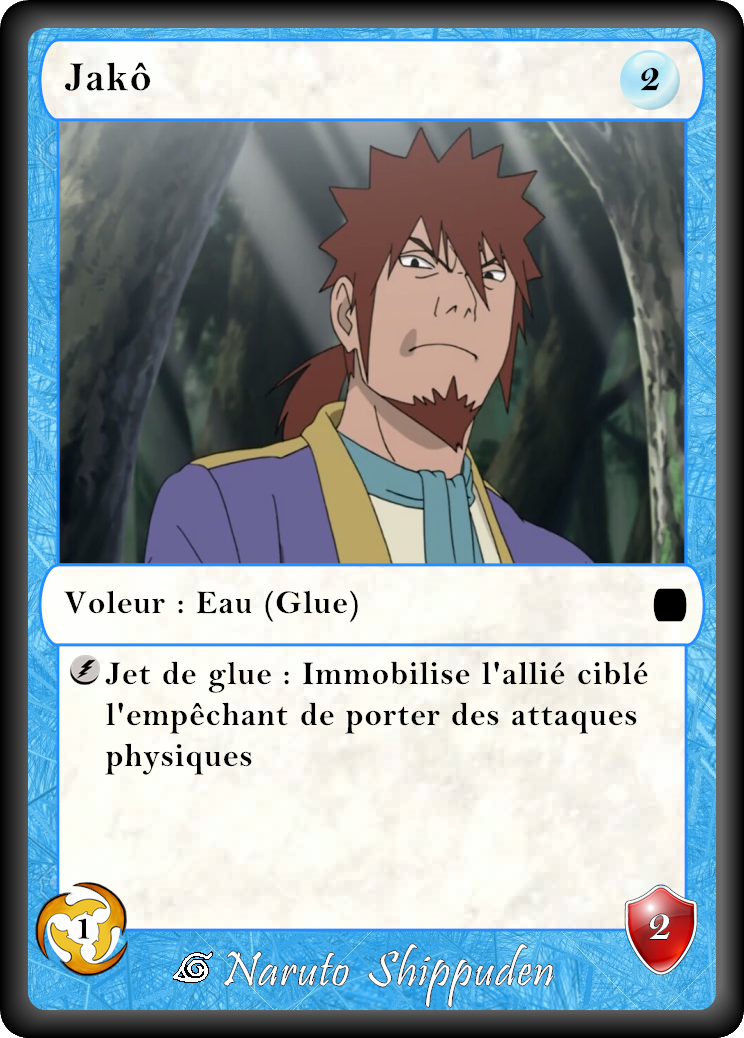 Jakô
2
Voleur : Eau (Glue)
Jet de glue : Immobilise l'allié ciblé
l'empêchant de porter des attaques
physiques
1
2
Naruto Shippuden